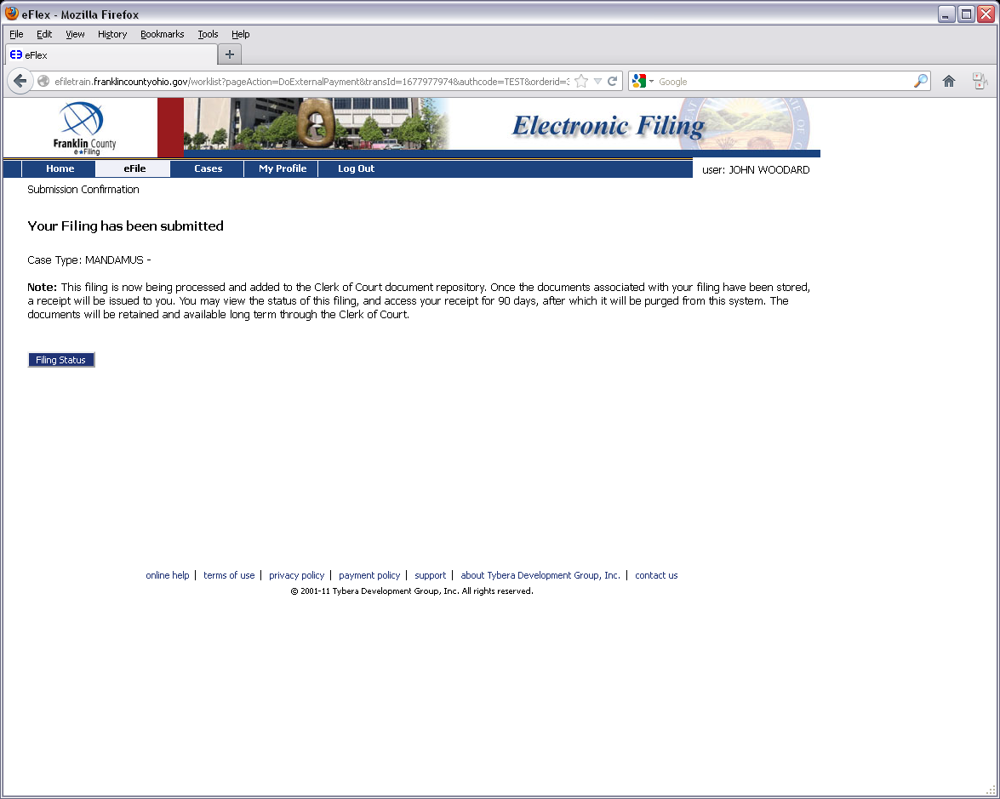 eFlex - Mozilla Firefox
File Edit View History Bookmarks Tools Help
eFlex
efiletrain.franklincountyohio.gov/worklist?pageAction=DoExternalPayment&transId=1677977974&authcode=TEST&orderid=
Google
Franklin County
e★Filing
Electronic Filing
Home eFile Cases My Profile Log Out
user: JOHN WOODARD
Submission Confirmation
Your Filing has been submitted
Case Type: MANDAMUS -
Note: This filing is now being processed and added to the Clerk of Court document repository. Once the documents associated with your filing have been stored,
a receipt will be issued to you. You may view the status of this filing, and access your receipt for 90 days, after which it will be purged from this system. The
documents will be retained and available long term through the Clerk of Court.
Filing Status
online help | terms of use | privacy policy | payment policy | support | about Tybera Development Group, Inc. | contact us
© 2001-11 Tybera Development Group, Inc. All rights reserved.